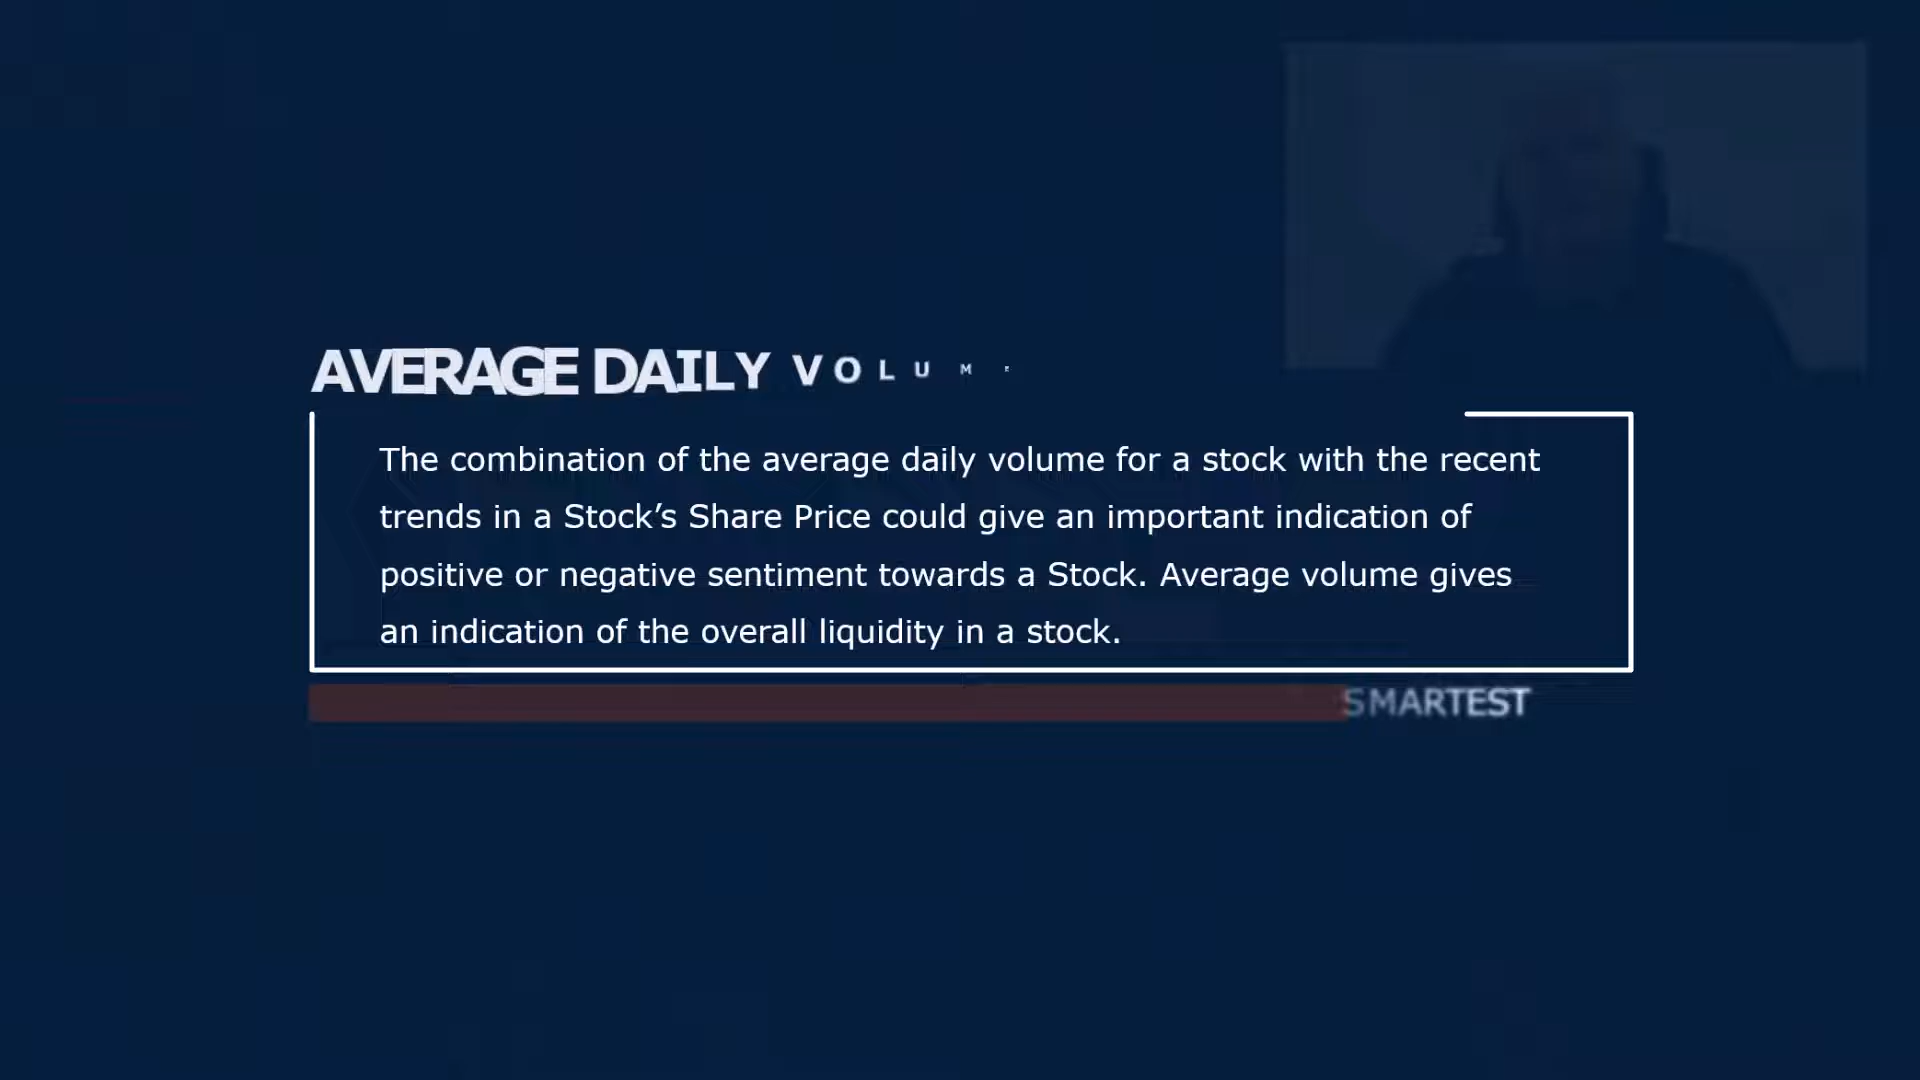 AVERAGE DAILY VOLUME
The combination of the average daily volume for a stock with the recent
trends in a Stock’s Share Price could give an important indication of
positive or negative sentiment towards a Stock. Average volume gives
an indication of the overall liquidity in a stock.
SMARTEST